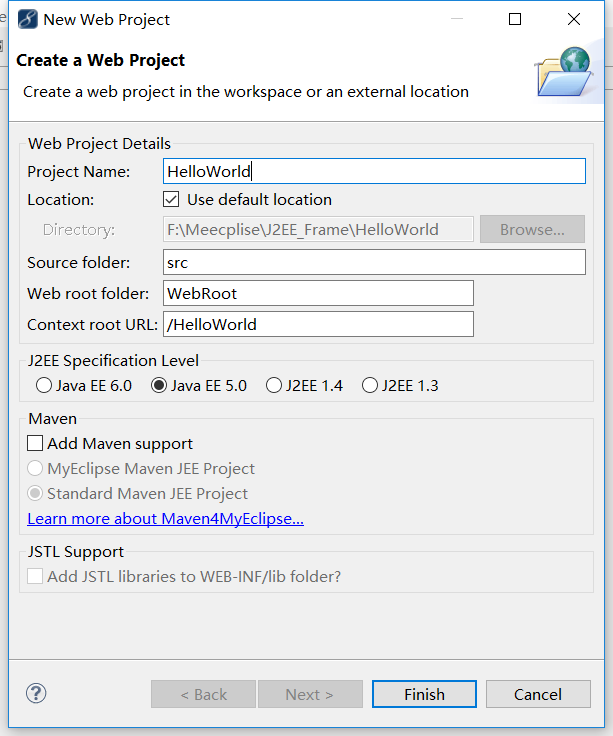 New Web Project
Create a Web Project
Create a web project in the workspace or an external location
Web Project Details
Project Name: HelloWorld
Location: Use default location
Directory: F:\Meecplise\J2EE_Frame\HelloWorld Browse...
Source folder: src
Web root folder: WebRoot
Context root URL: /HelloWorld
J2EE Specification Level
Java EE 6.0 Java EE 5.0 J2EE 1.4 J2EE 1.3
Maven
Add Maven support
MyEclipse Maven JEE Project
Standard Maven JEE Project
Learn more about Maven4MyEclipse...
JSTL Support
Add JSTL libraries to WEB-INF/lib folder?
? < Back Next > Finish Cancel